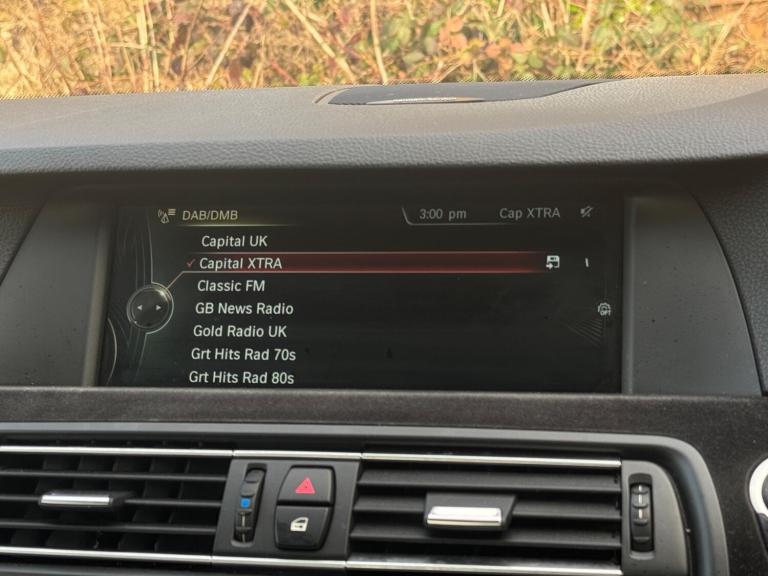 DAB/DMB
3:00 pm
Cap XTRA
Capital UK
Capital XTRA
Classic FM
GB News Radio
Gold Radio UK
Grt Hits Rad 70s
Grt Hits Rad 80s
OPT